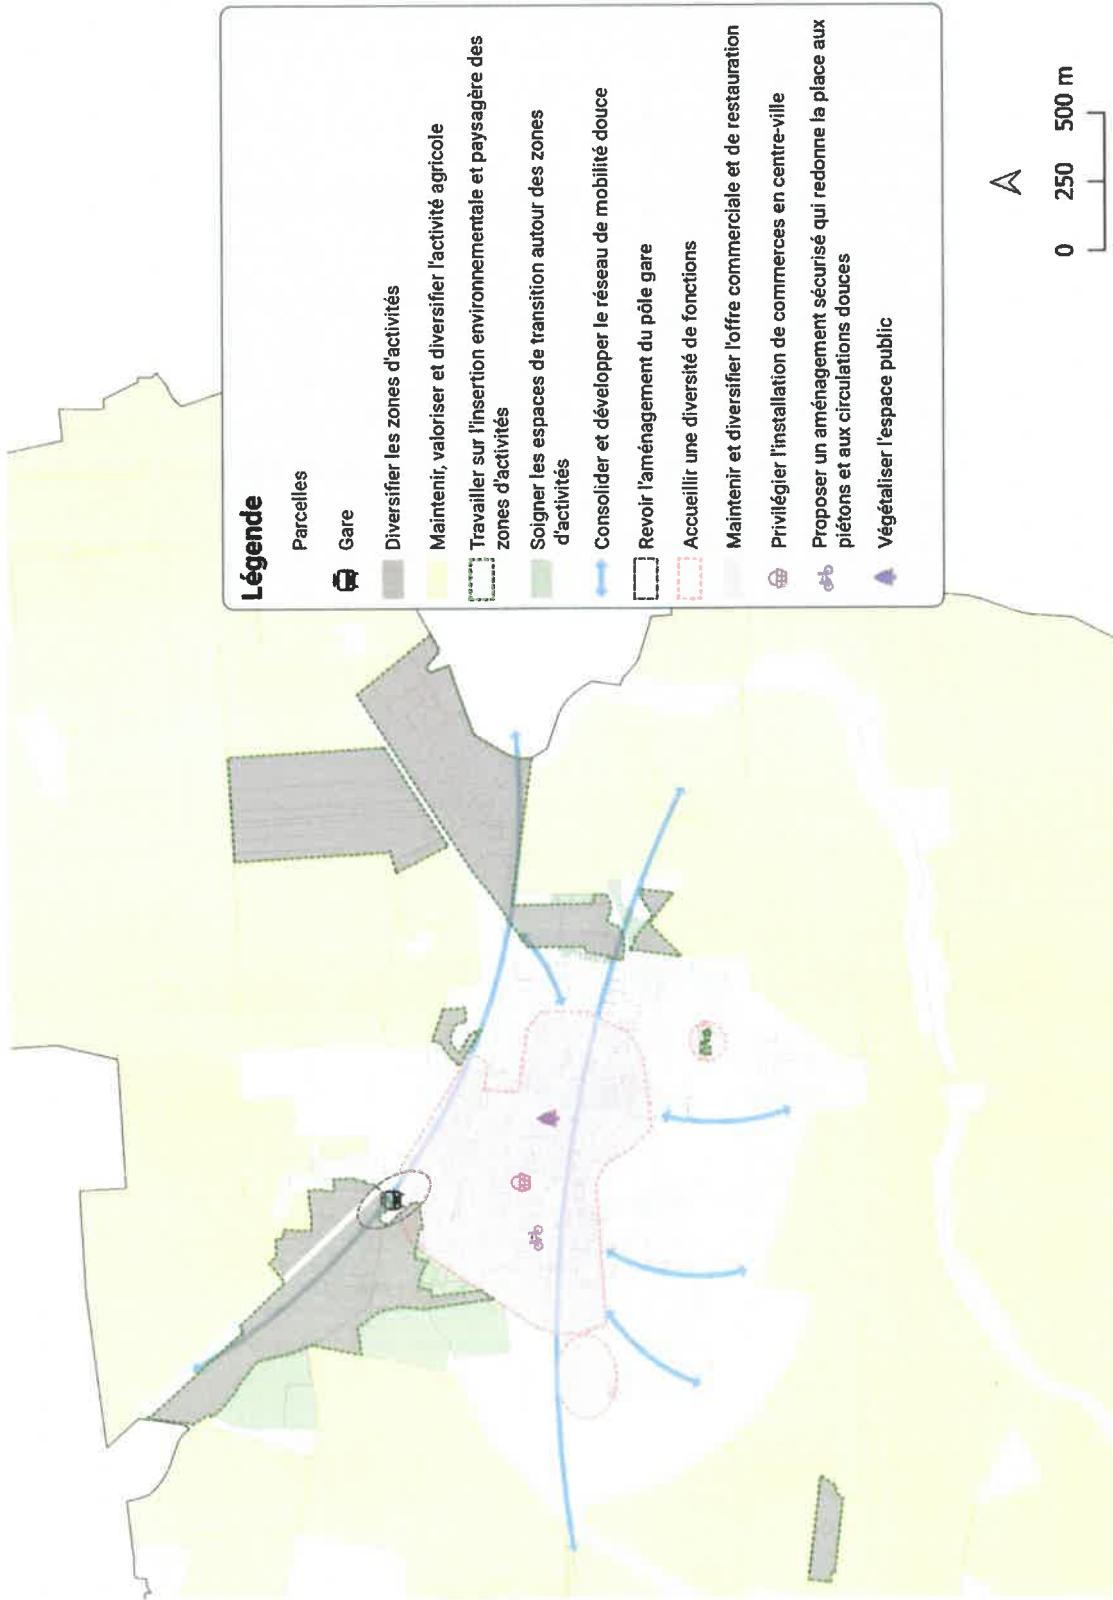 Légende
Parcelles
Gare
Diversifier les zones d'activités
Maintenir, valoriser et diversifier l'activité agricole
Travailler sur l'insertion environnementale et paysagère des
zones d'activités
Soigner les espaces de transition autour des zones
d'activités
Consolider et développer le réseau de mobilité douce
Revoir l'aménagement du pôle gare
Accueillir une diversité de fonctions
Maintenir et diversifier l'offre commerciale et de restauration
Privilégier l'installation de commerces en centre-ville
Proposer un aménagement sécurisé qui redonne la place aux
piétons et aux circulations douces
Végétaliser l'espace public
0 250 500 m